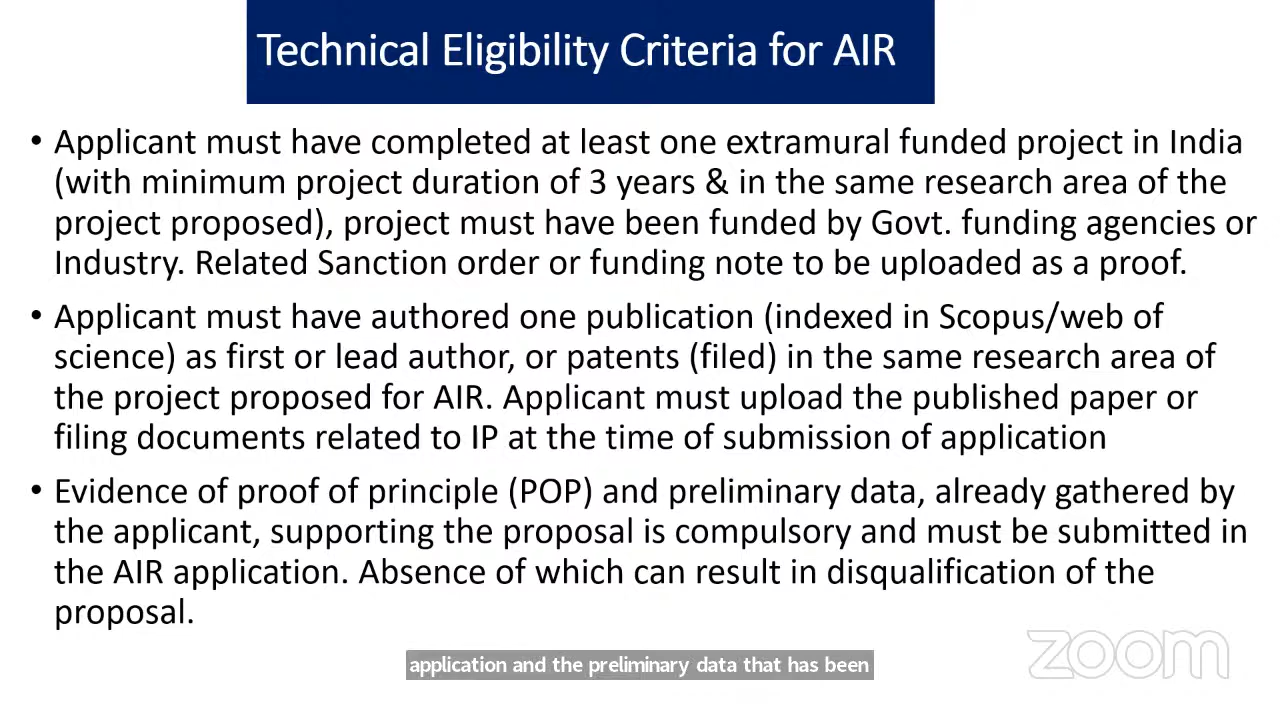 Technical Eligibility Criteria for AIR
• Applicant must have completed at least one extramural funded project in India
(with minimum project duration of 3 years & in the same research area of the
project proposed), project must have been funded by Govt. funding agencies or
Industry. Related Sanction order or funding note to be uploaded as a proof.
• Applicant must have authored one publication (indexed in Scopus/web of
science) as first or lead author, or patents (filed) in the same research area of
the project proposed for AIR. Applicant must upload the published paper or
filing documents related to IP at the time of submission of application
• Evidence of proof of principle (POP) and preliminary data, already gathered by
the applicant, supporting the proposal is compulsory and must be submitted in
the AIR application. Absence of which can result in disqualification of the
proposal.
zoom
application and the preliminary data that has been